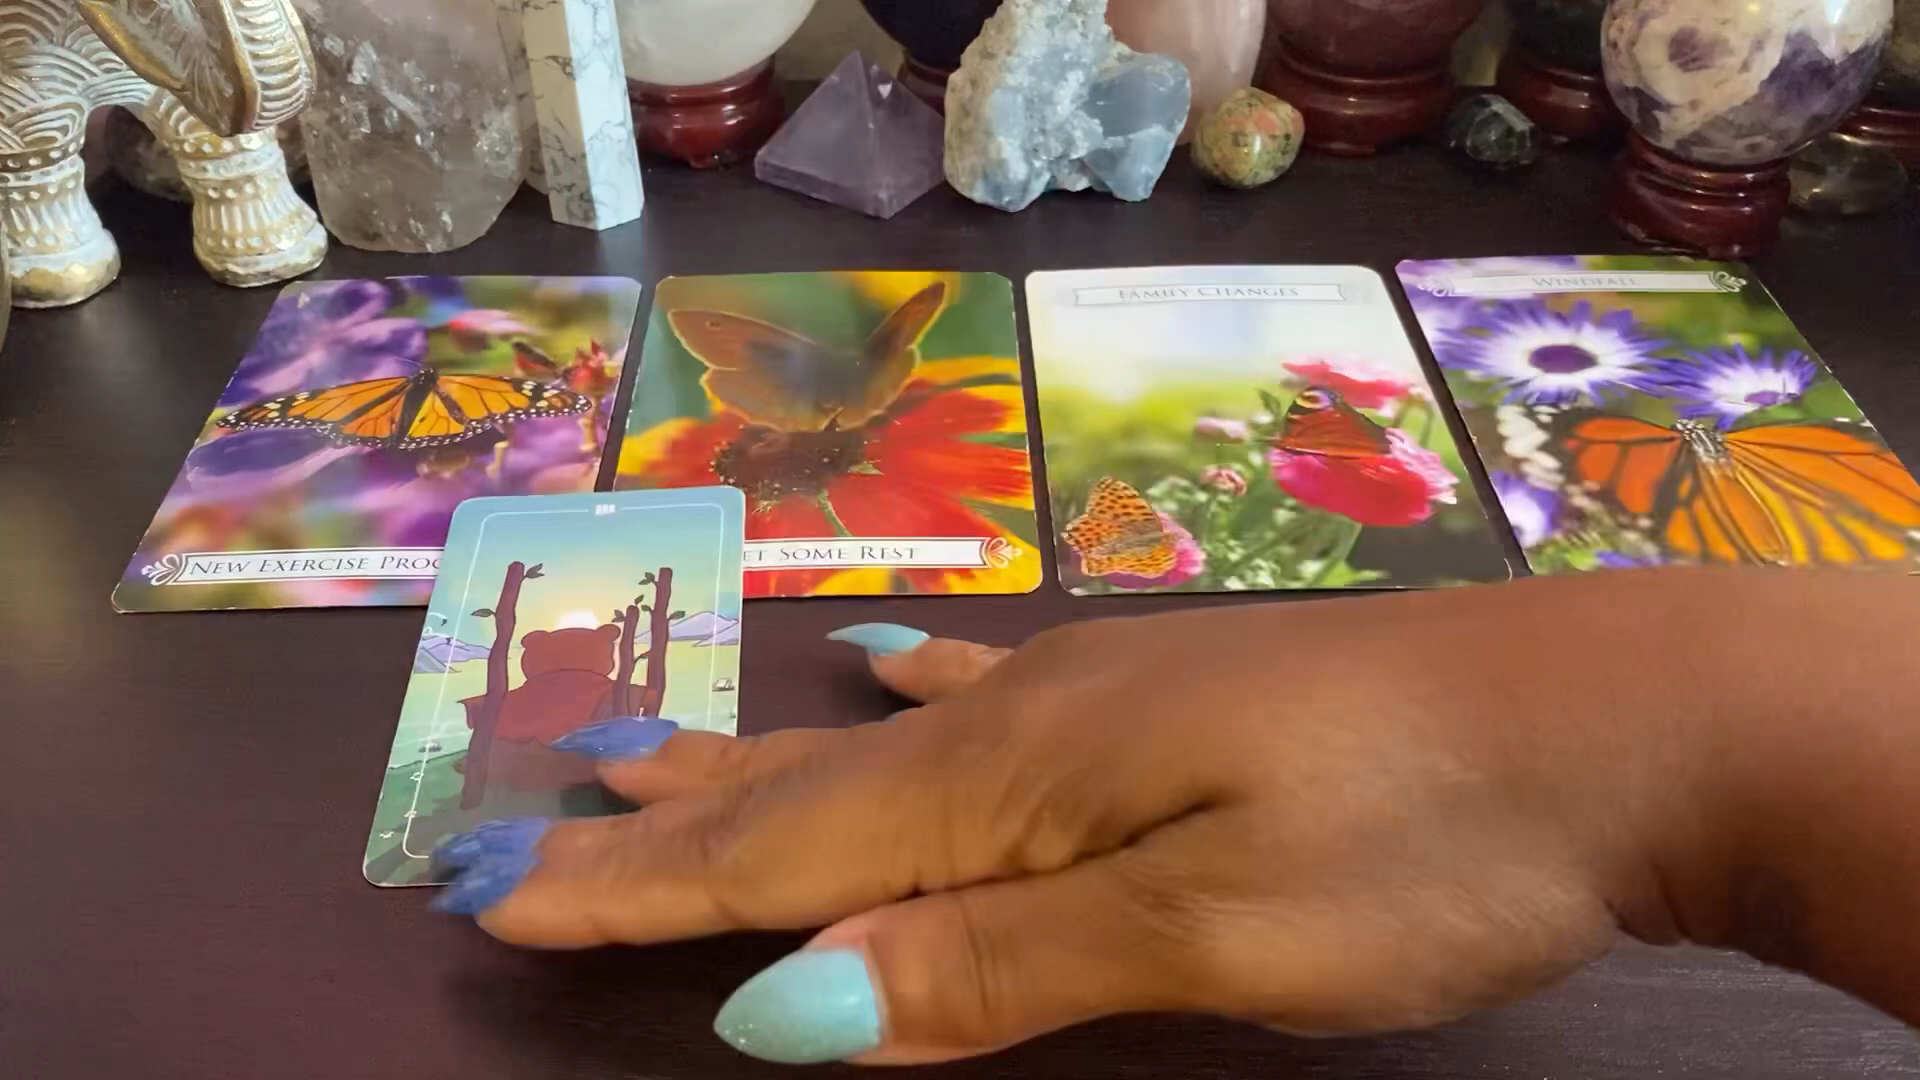 FAMILY CHANGES
WINDFALL
NEW EXERCISE PROG
ET SOME REST